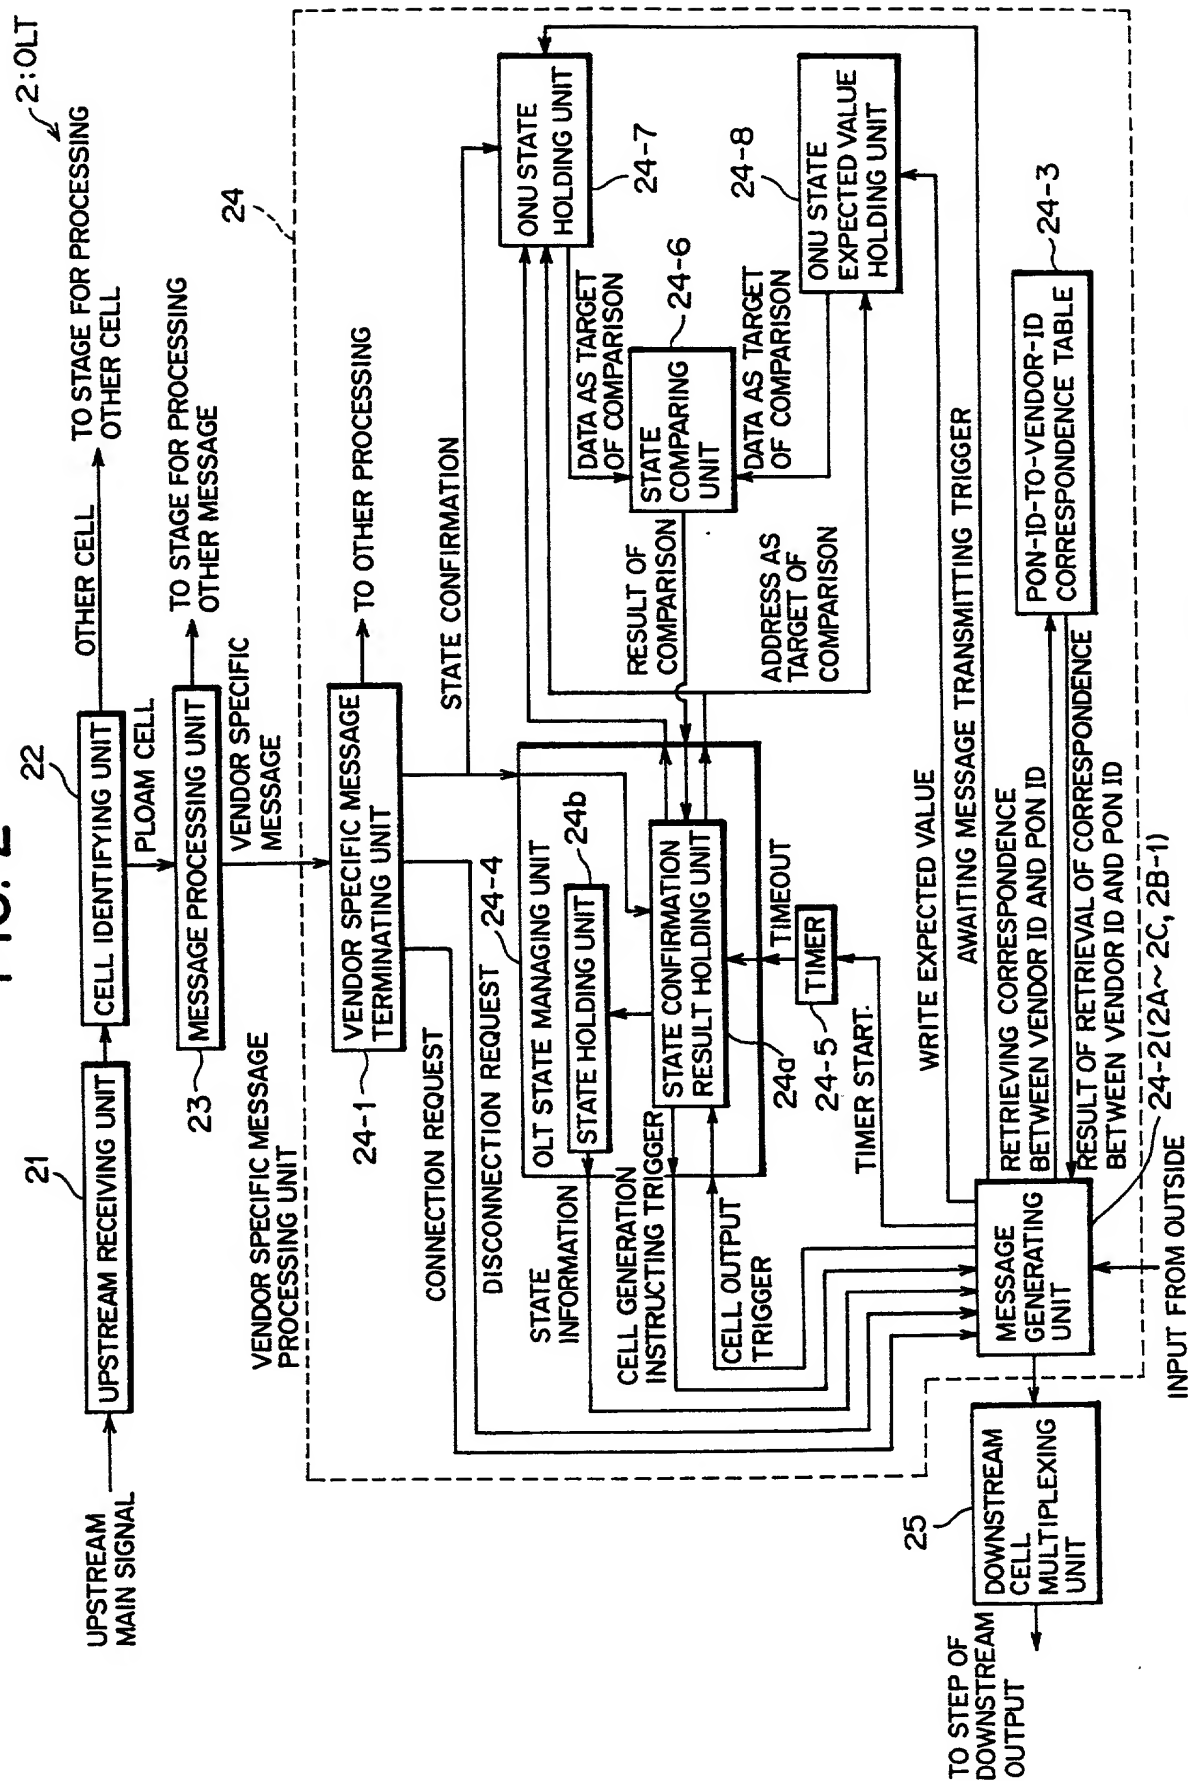 FIG. 2
2:OLT
UPSTREAM
MAIN SIGNAL
21
UPSTREAM RECEIVING UNIT
22
CELL IDENTIFYING UNIT
OTHER CELL
TO STAGE FOR PROCESSING
OTHER CELL
PLOAM CELL
23
MESSAGE PROCESSING UNIT
TO STAGE FOR PROCESSING
OTHER MESSAGE
VENDOR SPECIFIC
MESSAGE
VENDOR SPECIFIC MESSAGE
PROCESSING UNIT
24
24-1
VENDOR SPECIFIC MESSAGE
TERMINATING UNIT
TO OTHER PROCESSING
CONNECTION REQUEST
DISCONNECTION REQUEST
STATE CONFIRMATION
24-4
OLT STATE MANAGING UNIT
24b
STATE HOLDING UNIT
STATE CONFIRMATION
RESULT HOLDING UNIT
24a
STATE
INFORMATION
CELL GENERATION
INSTRUCTING TRIGGER
CELL OUTPUT
TRIGGER
TIMEOUT
TIMER
24-5
TIMER START.
ONU STATE
HOLDING UNIT
24-7
DATA AS TARGET
OF COMPARISON
24-6
STATE
COMPARING
UNIT
RESULT OF
COMPARISON
DATA AS TARGET
OF COMPARISON
24-8
ONU STATE
EXPECTED VALUE
HOLDING UNIT
ADDRESS AS
TARGET OF
COMPARISON
WRITE EXPECTED VALUE
AWAITING MESSAGE TRANSMITTING TRIGGER
RETRIEVING CORRESPONDENCE
BETWEEN VENDOR ID AND PON ID
24-3
PON-ID-TO-VENDOR-ID
CORRESPONDENCE TABLE
RESULT OF RETRIEVAL OF CORRESPONDENCE
BETWEEN VENDOR ID AND PON ID
MESSAGE
GENERATING
UNIT
24-2(2A~2C, 2B-1)
INPUT FROM OUTSIDE
25
DOWNSTREAM
CELL
MULTIPLEXING
UNIT
TO STEP OF
DOWNSTREAM
OUTPUT